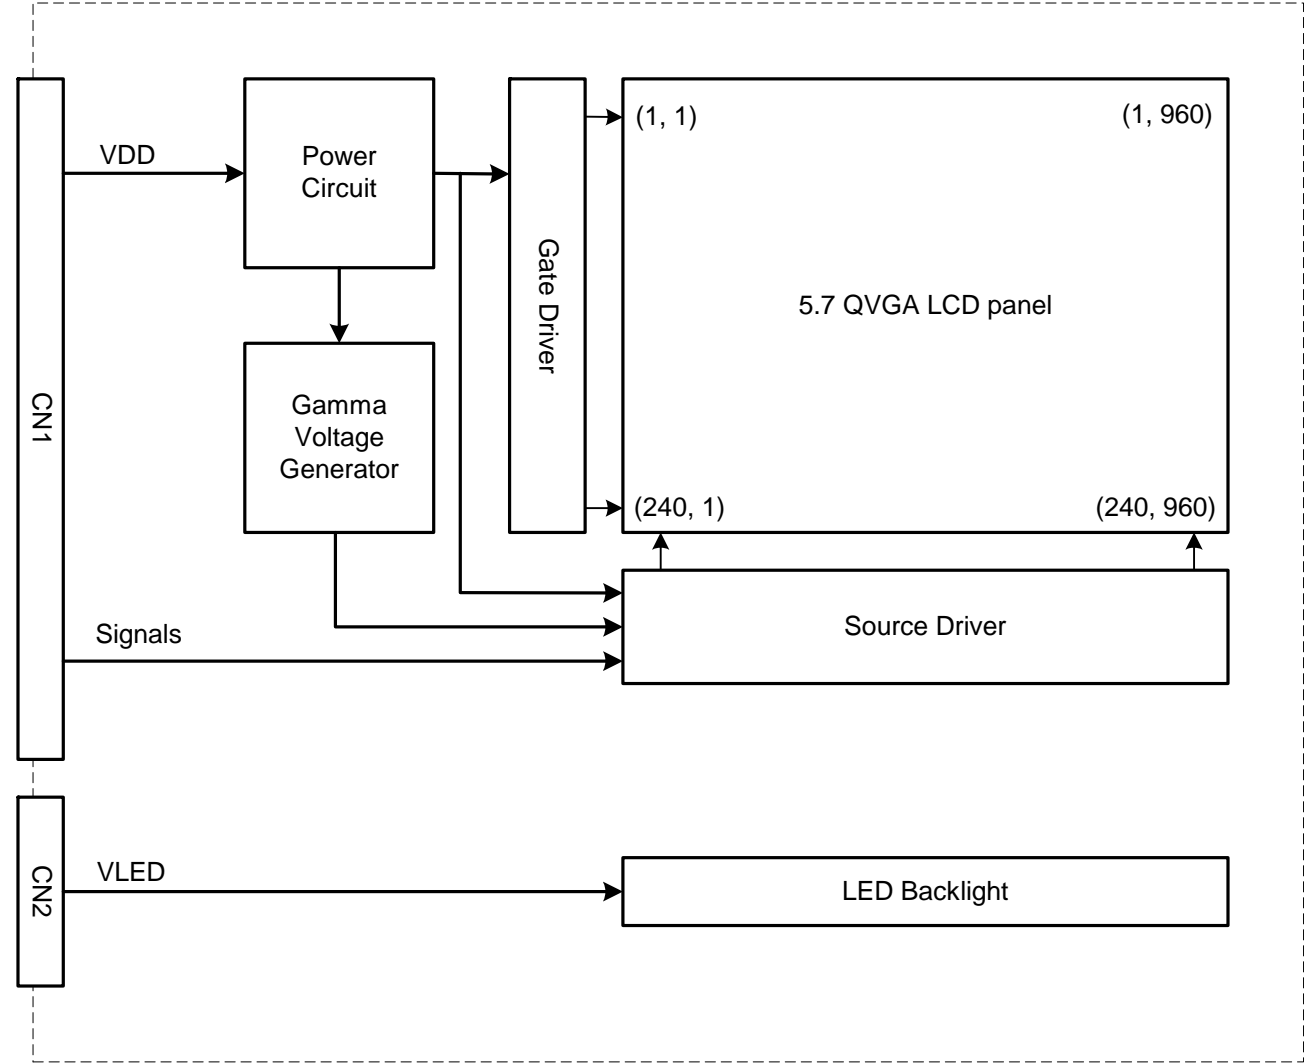 VDD
Power
Circuit
(1, 1)
(1, 960)
Gate Driver
5.7 QVGA LCD panel
CN1
Gamma
Voltage
Generator
(240, 1)
(240, 960)
Signals
Source Driver
CN2
VLED
LED Backlight